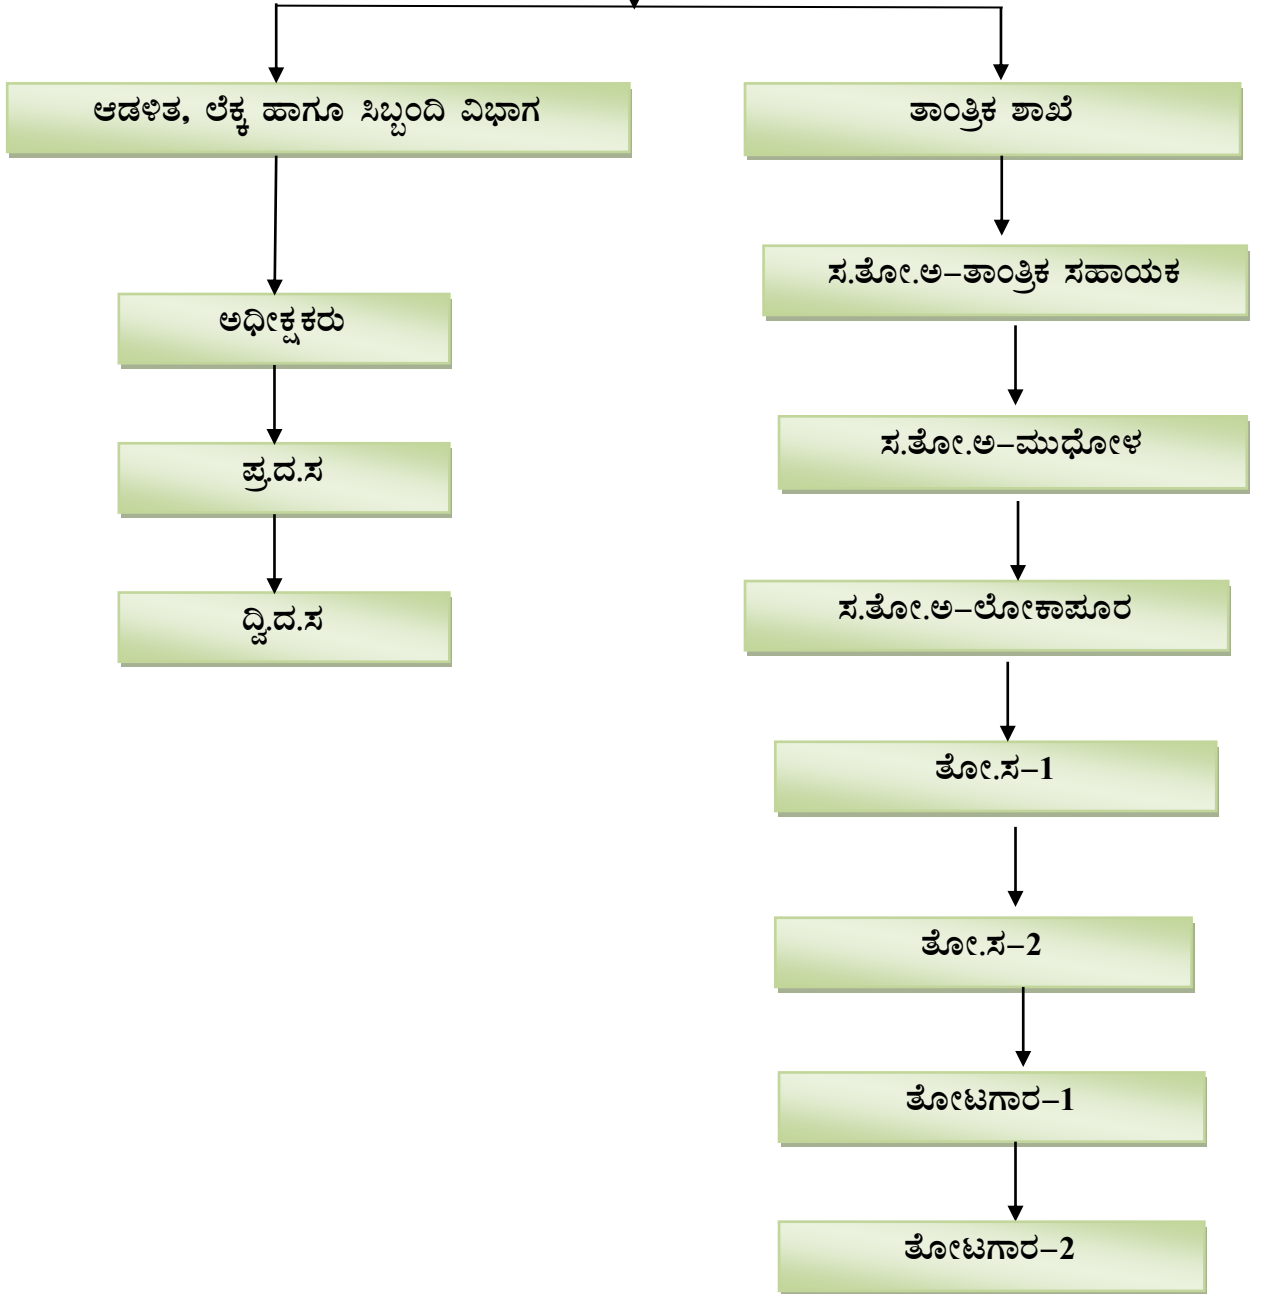 ಆಡಳಿತ, ಲೆಕ್ಕ ಹಾಗೂ ಸಿಬ್ಬಂದಿ ವಿಭಾಗ
ಅಧೀಕ್ಷಕರು
ಪ್ರ.ದ.ಸ
ದ್ವಿ.ದ.ಸ
ತಾಂತ್ರಿಕ ಶಾಖೆ
ಸ.ತೋ.ಅ–ತಾಂತ್ರಿಕ ಸಹಾಯಕ
ಸ.ತೋ.ಅ–ಮುಧೋಳ
ಸ.ತೋ.ಅ–ಲೋಕಾಪೂರ
ತೋ.ಸ–1
ತೋ.ಸ–2
ತೋಟಗಾರ–1
ತೋಟಗಾರ–2